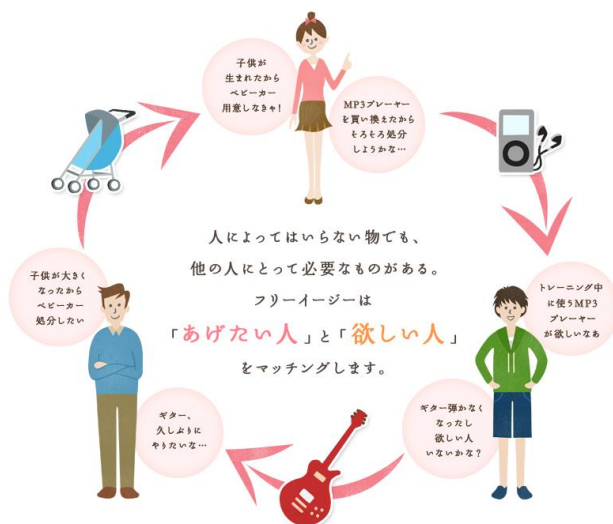 子供が
生まれたから
ベビーカー
用意しなきゃ!
MP3プレーヤー
を買い換えたから
そろそろ処分
しようかな…
人によってはいらない物でも、
他の人にとって必要なものがある。
フリーイージーは
「あげたい人」と「欲しい人」
をマッチングします。
子供が大きく
なったから
ベビーカー
処分したい
トレーニング中
に使うMP3
プレーヤー
が欲しいなぁ
ギター、
久しぶりに
やりたいな…
ギター弾かなく
なったし
欲しい人
いないかな?